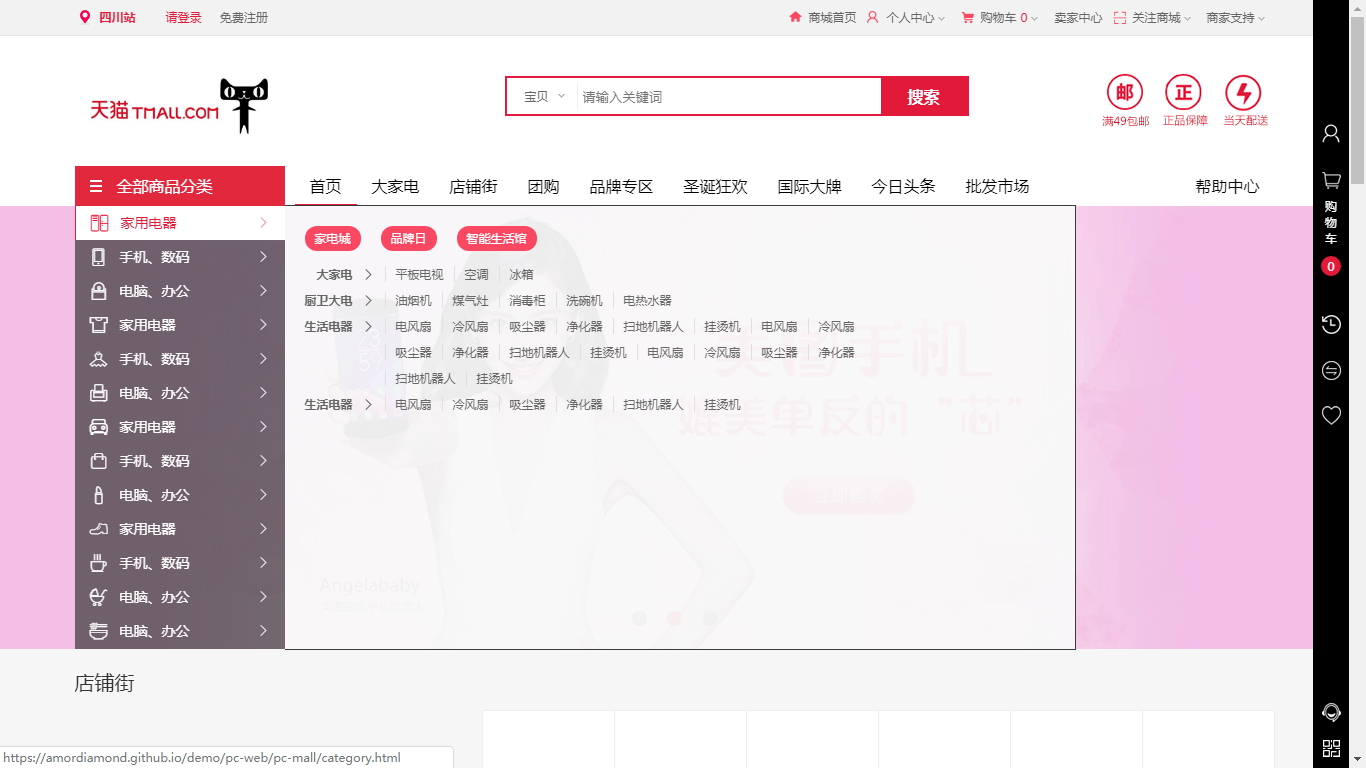 四川站 请登录 免费注册 商城首页 个人中心 购物车 0 卖家中心 关注商城 商家支持
天猫 TMALL.COM
宝贝 请输入关键词 搜索
邮 正
满49包邮 正品保障 当天配送
全部商品分类 首页 大家电 店铺街 团购 品牌专区 圣诞狂欢 国际大牌 今日头条 批发市场 帮助中心
家用电器
手机、数码
电脑、办公
家用电器
手机、数码
电脑、办公
家用电器
手机、数码
电脑、办公
家用电器
手机、数码
电脑、办公
电脑、办公
家电城 品牌日 智能生活馆
大家电 平板电视 空调 冰箱
厨卫大电 油烟机 煤气灶 消毒柜 洗碗机 电热水器
生活电器 电风扇 冷风扇 吸尘器 净化器 扫地机器人 挂烫机 电风扇 冷风扇
吸尘器 净化器 扫地机器人 挂烫机 电风扇 冷风扇 吸尘器 净化器
扫地机器人 挂烫机
生活电器 电风扇 冷风扇 吸尘器 净化器 扫地机器人 挂烫机
美图手机
媲美单反的“芯”
Angelababy
购物车
0
店铺街
https://amordiamond.github.io/demo/pc-web/pc-mall/category.html